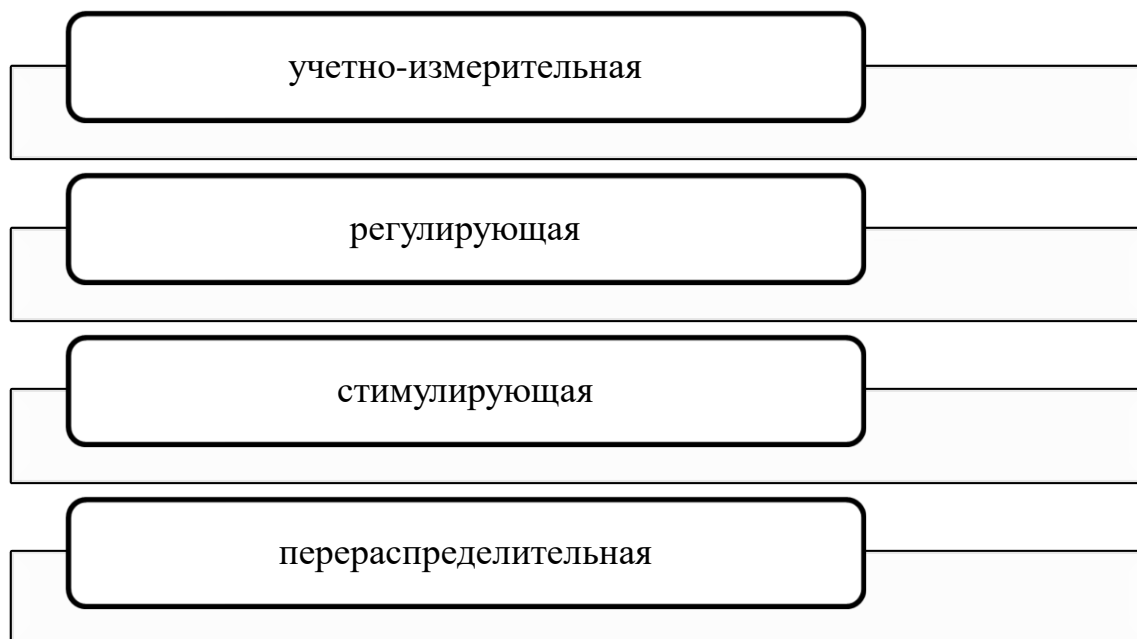 учетно-измерительная
регулирующая
стимулирующая
перераспределительная